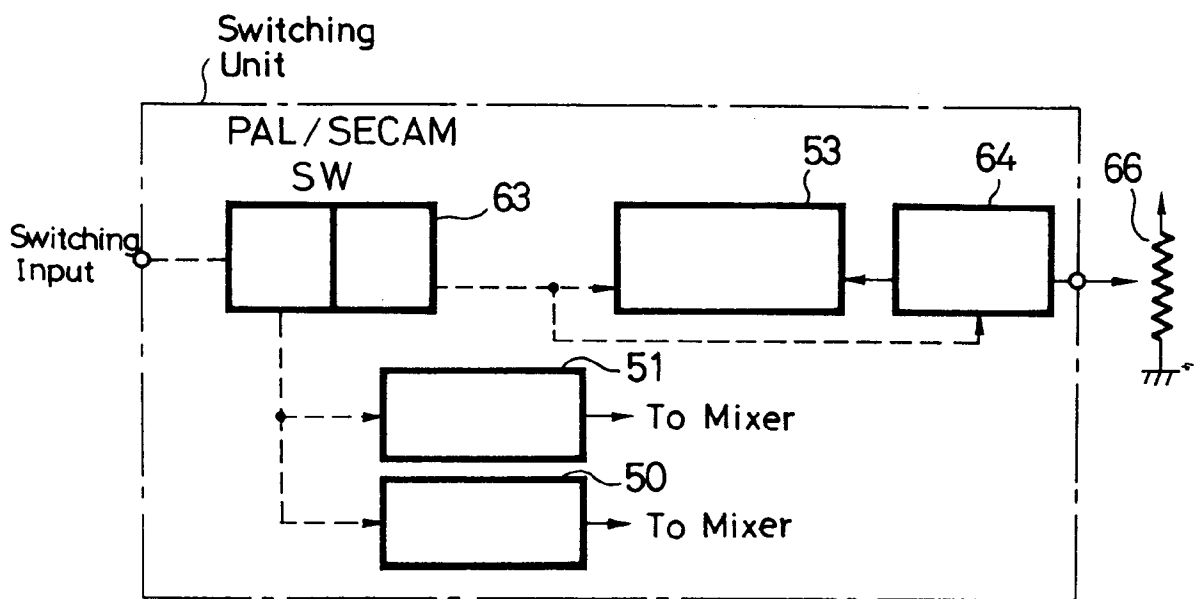 Switching
Unit
PAL/SECAM
SW
63
53
64
66
Switching
Input
51
To Mixer
50
To Mixer